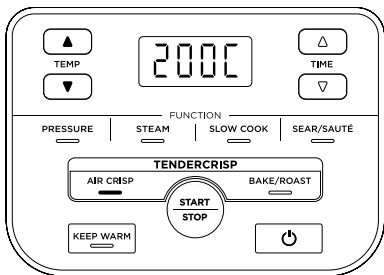 200C
TEMP
TIME
FUNCTION
PRESSURE STEAM SLOW COOK SEAR/SAUTÉ
TENDERCRISP
AIR CRISP BAKE/ROAST
START
STOP
KEEP WARM